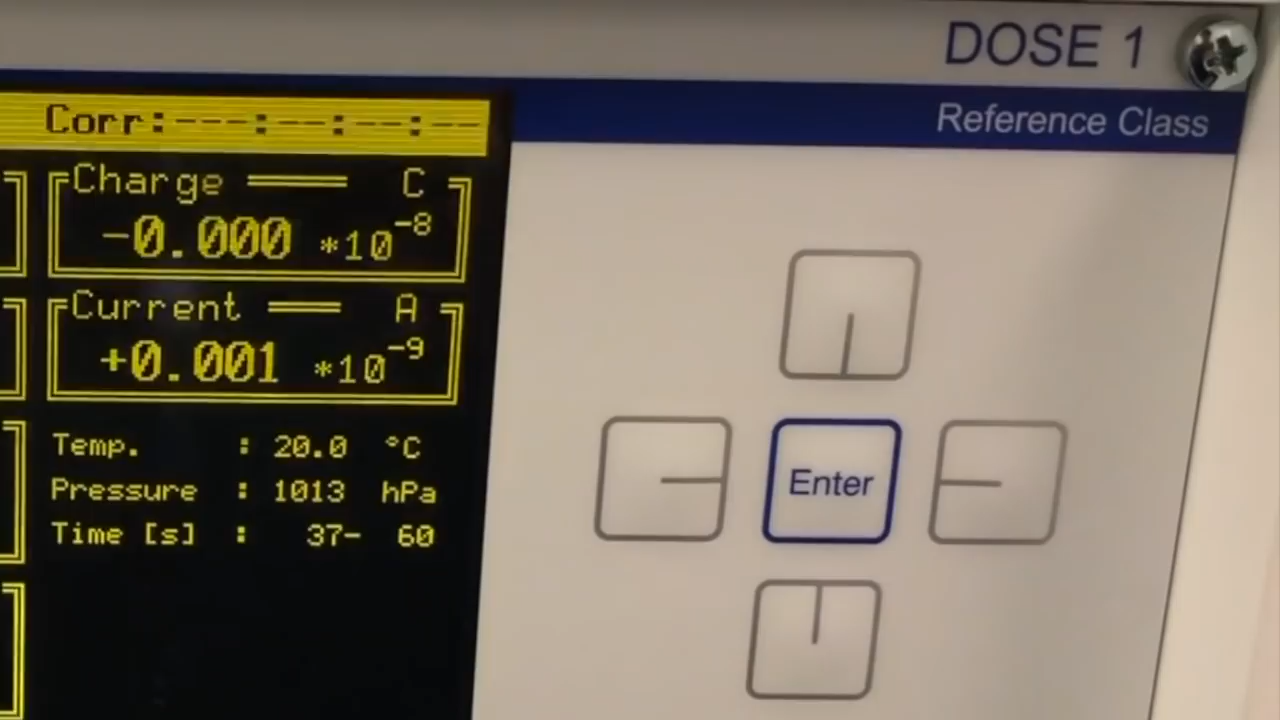 DOSE 1
Reference Class
Corr:---:--:--:--
Charge C
-0.000 *10-8
Current A
+0.001 *10-9
Temp. : 20.0 °C
Pressure : 1013 hPa
Time [s] : 37- 60
Enter